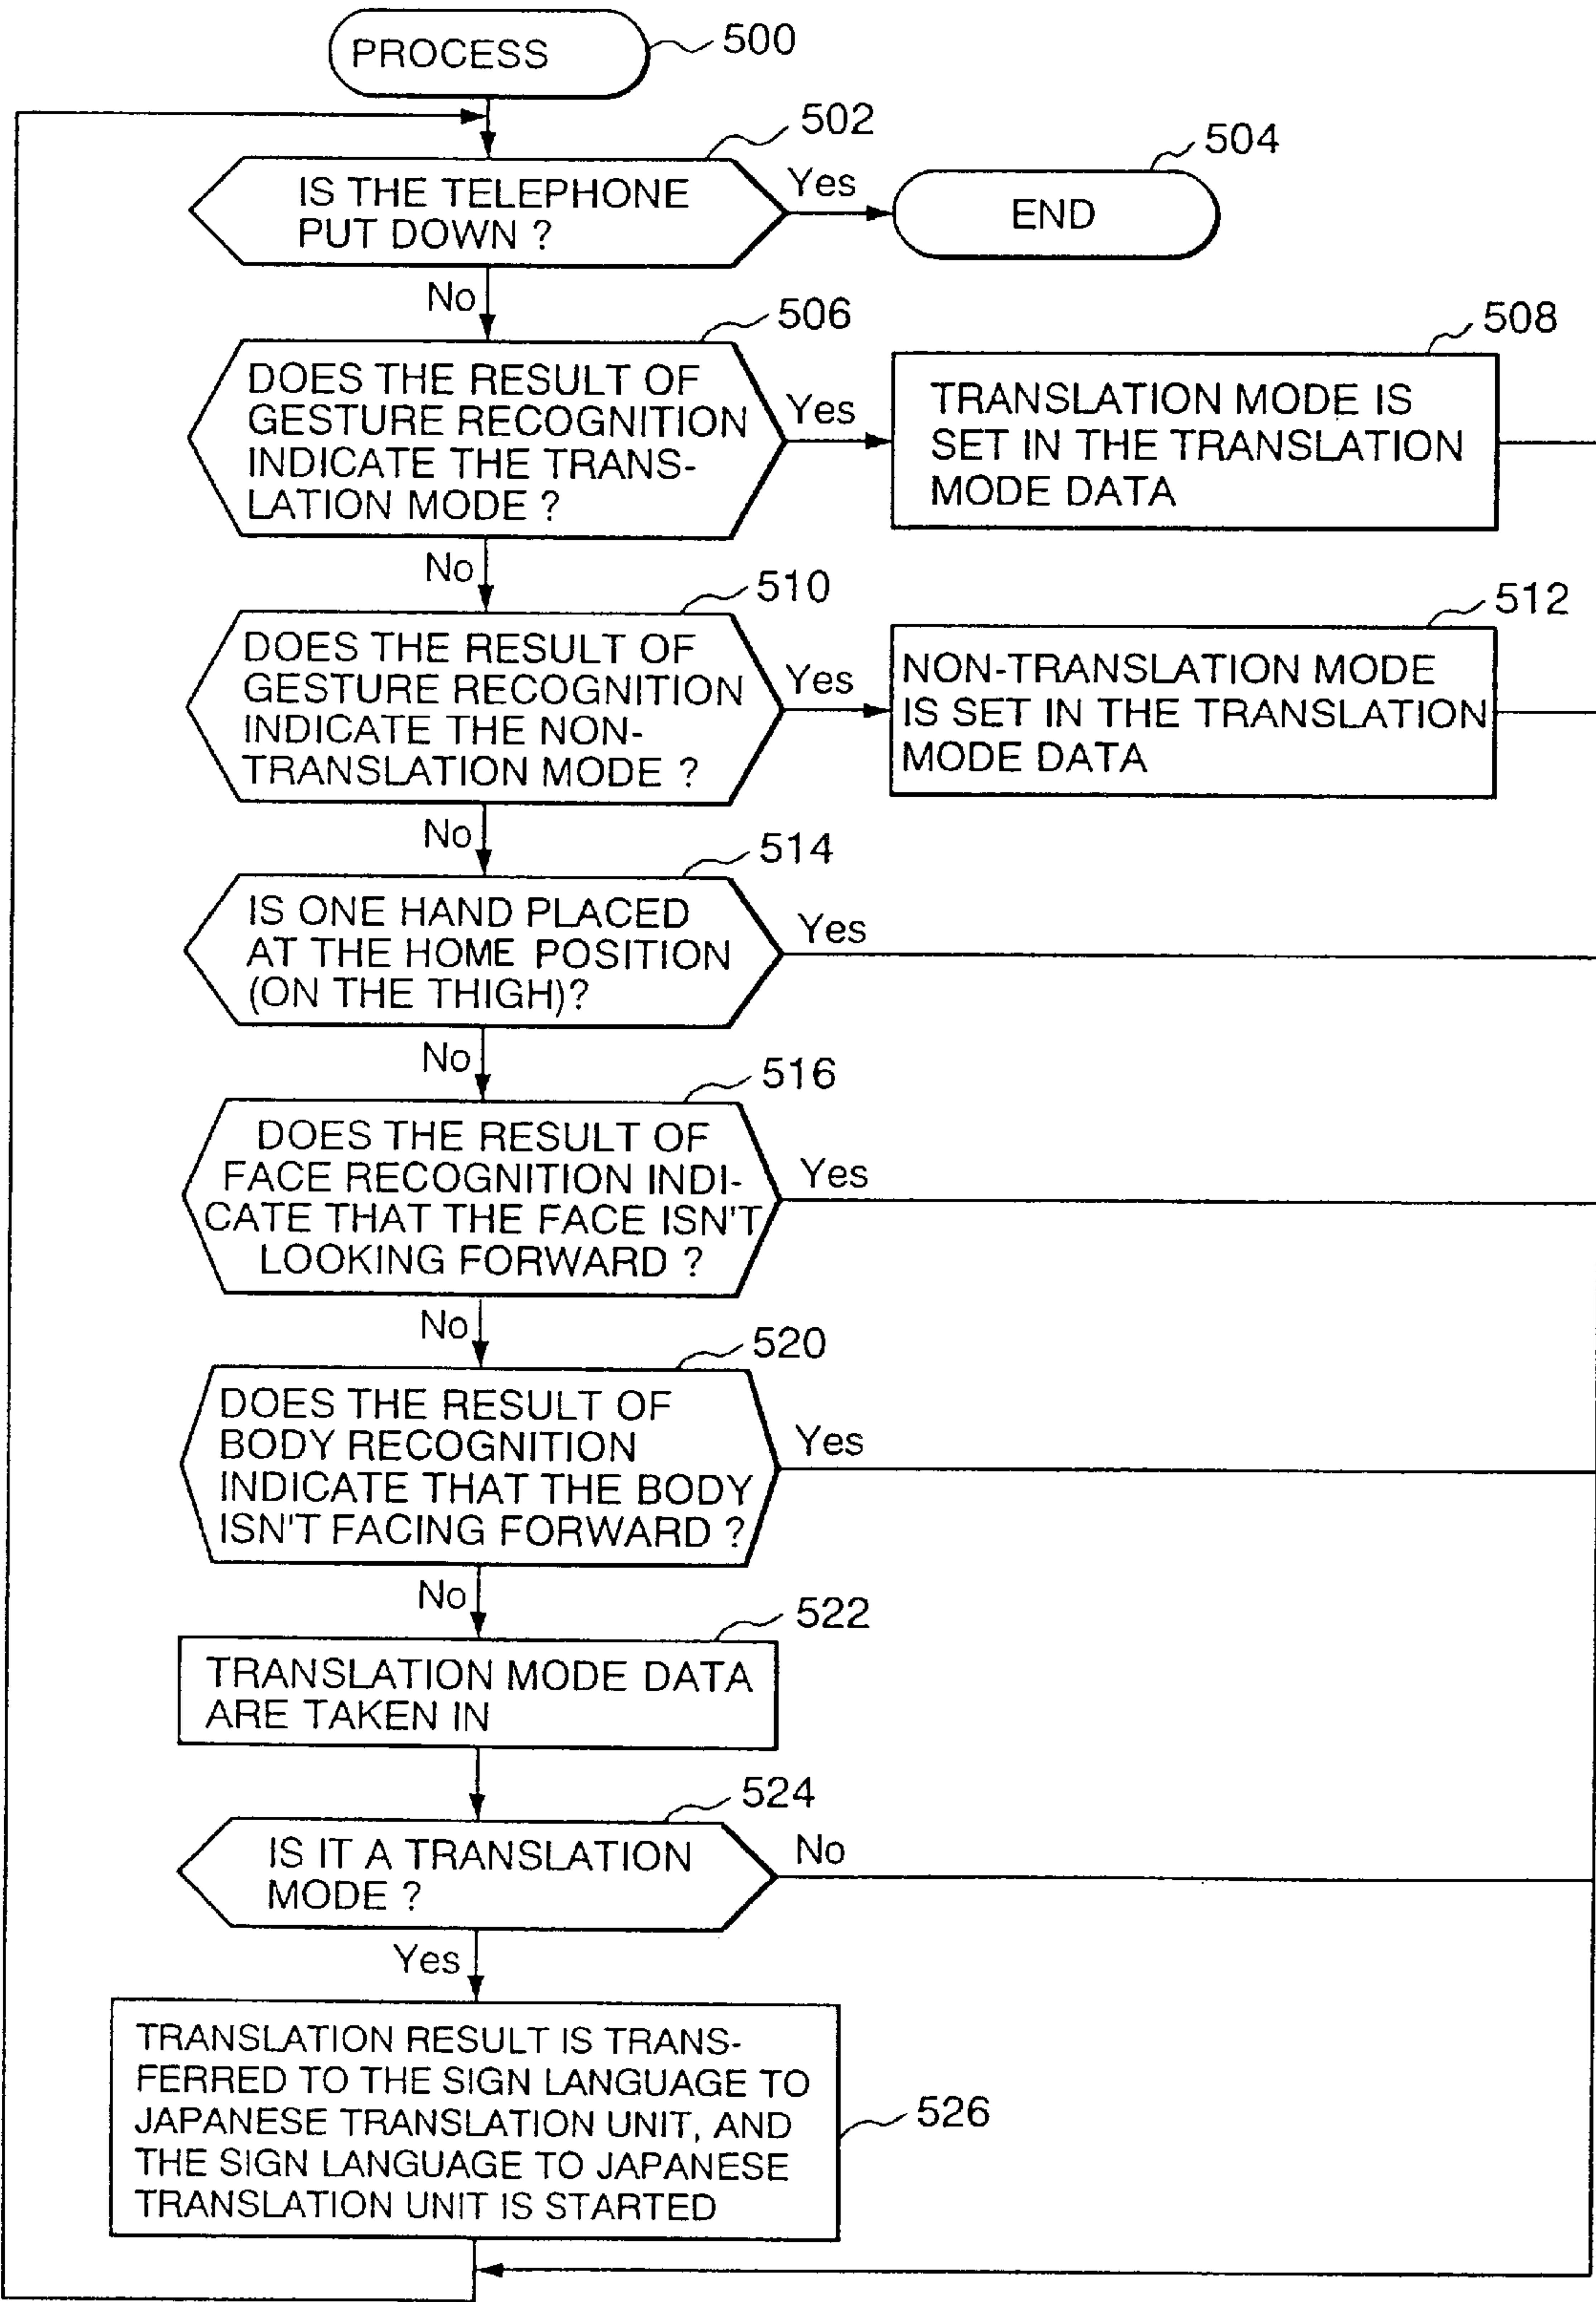 PROCESS
500
502
IS THE TELEPHONE
PUT DOWN ?
Yes
504
END
No
506
DOES THE RESULT OF
GESTURE RECOGNITION
INDICATE THE TRANS-
LATION MODE ?
Yes
508
TRANSLATION MODE IS
SET IN THE TRANSLATION
MODE DATA
No
510
DOES THE RESULT OF
GESTURE RECOGNITION
INDICATE THE NON-
TRANSLATION MODE ?
Yes
512
NON-TRANSLATION MODE
IS SET IN THE TRANSLATION
MODE DATA
No
514
IS ONE HAND PLACED
AT THE HOME POSITION
(ON THE THIGH)?
Yes
No
516
DOES THE RESULT OF
FACE RECOGNITION INDI-
CATE THAT THE FACE ISN'T
LOOKING FORWARD ?
Yes
No
520
DOES THE RESULT OF
BODY RECOGNITION
INDICATE THAT THE BODY
ISN'T FACING FORWARD ?
Yes
No
522
TRANSLATION MODE DATA
ARE TAKEN IN
524
IS IT A TRANSLATION
MODE ?
No
Yes
TRANSLATION RESULT IS TRANS-
FERRED TO THE SIGN LANGUAGE TO
JAPANESE TRANSLATION UNIT, AND
THE SIGN LANGUAGE TO JAPANESE
TRANSLATION UNIT IS STARTED
526